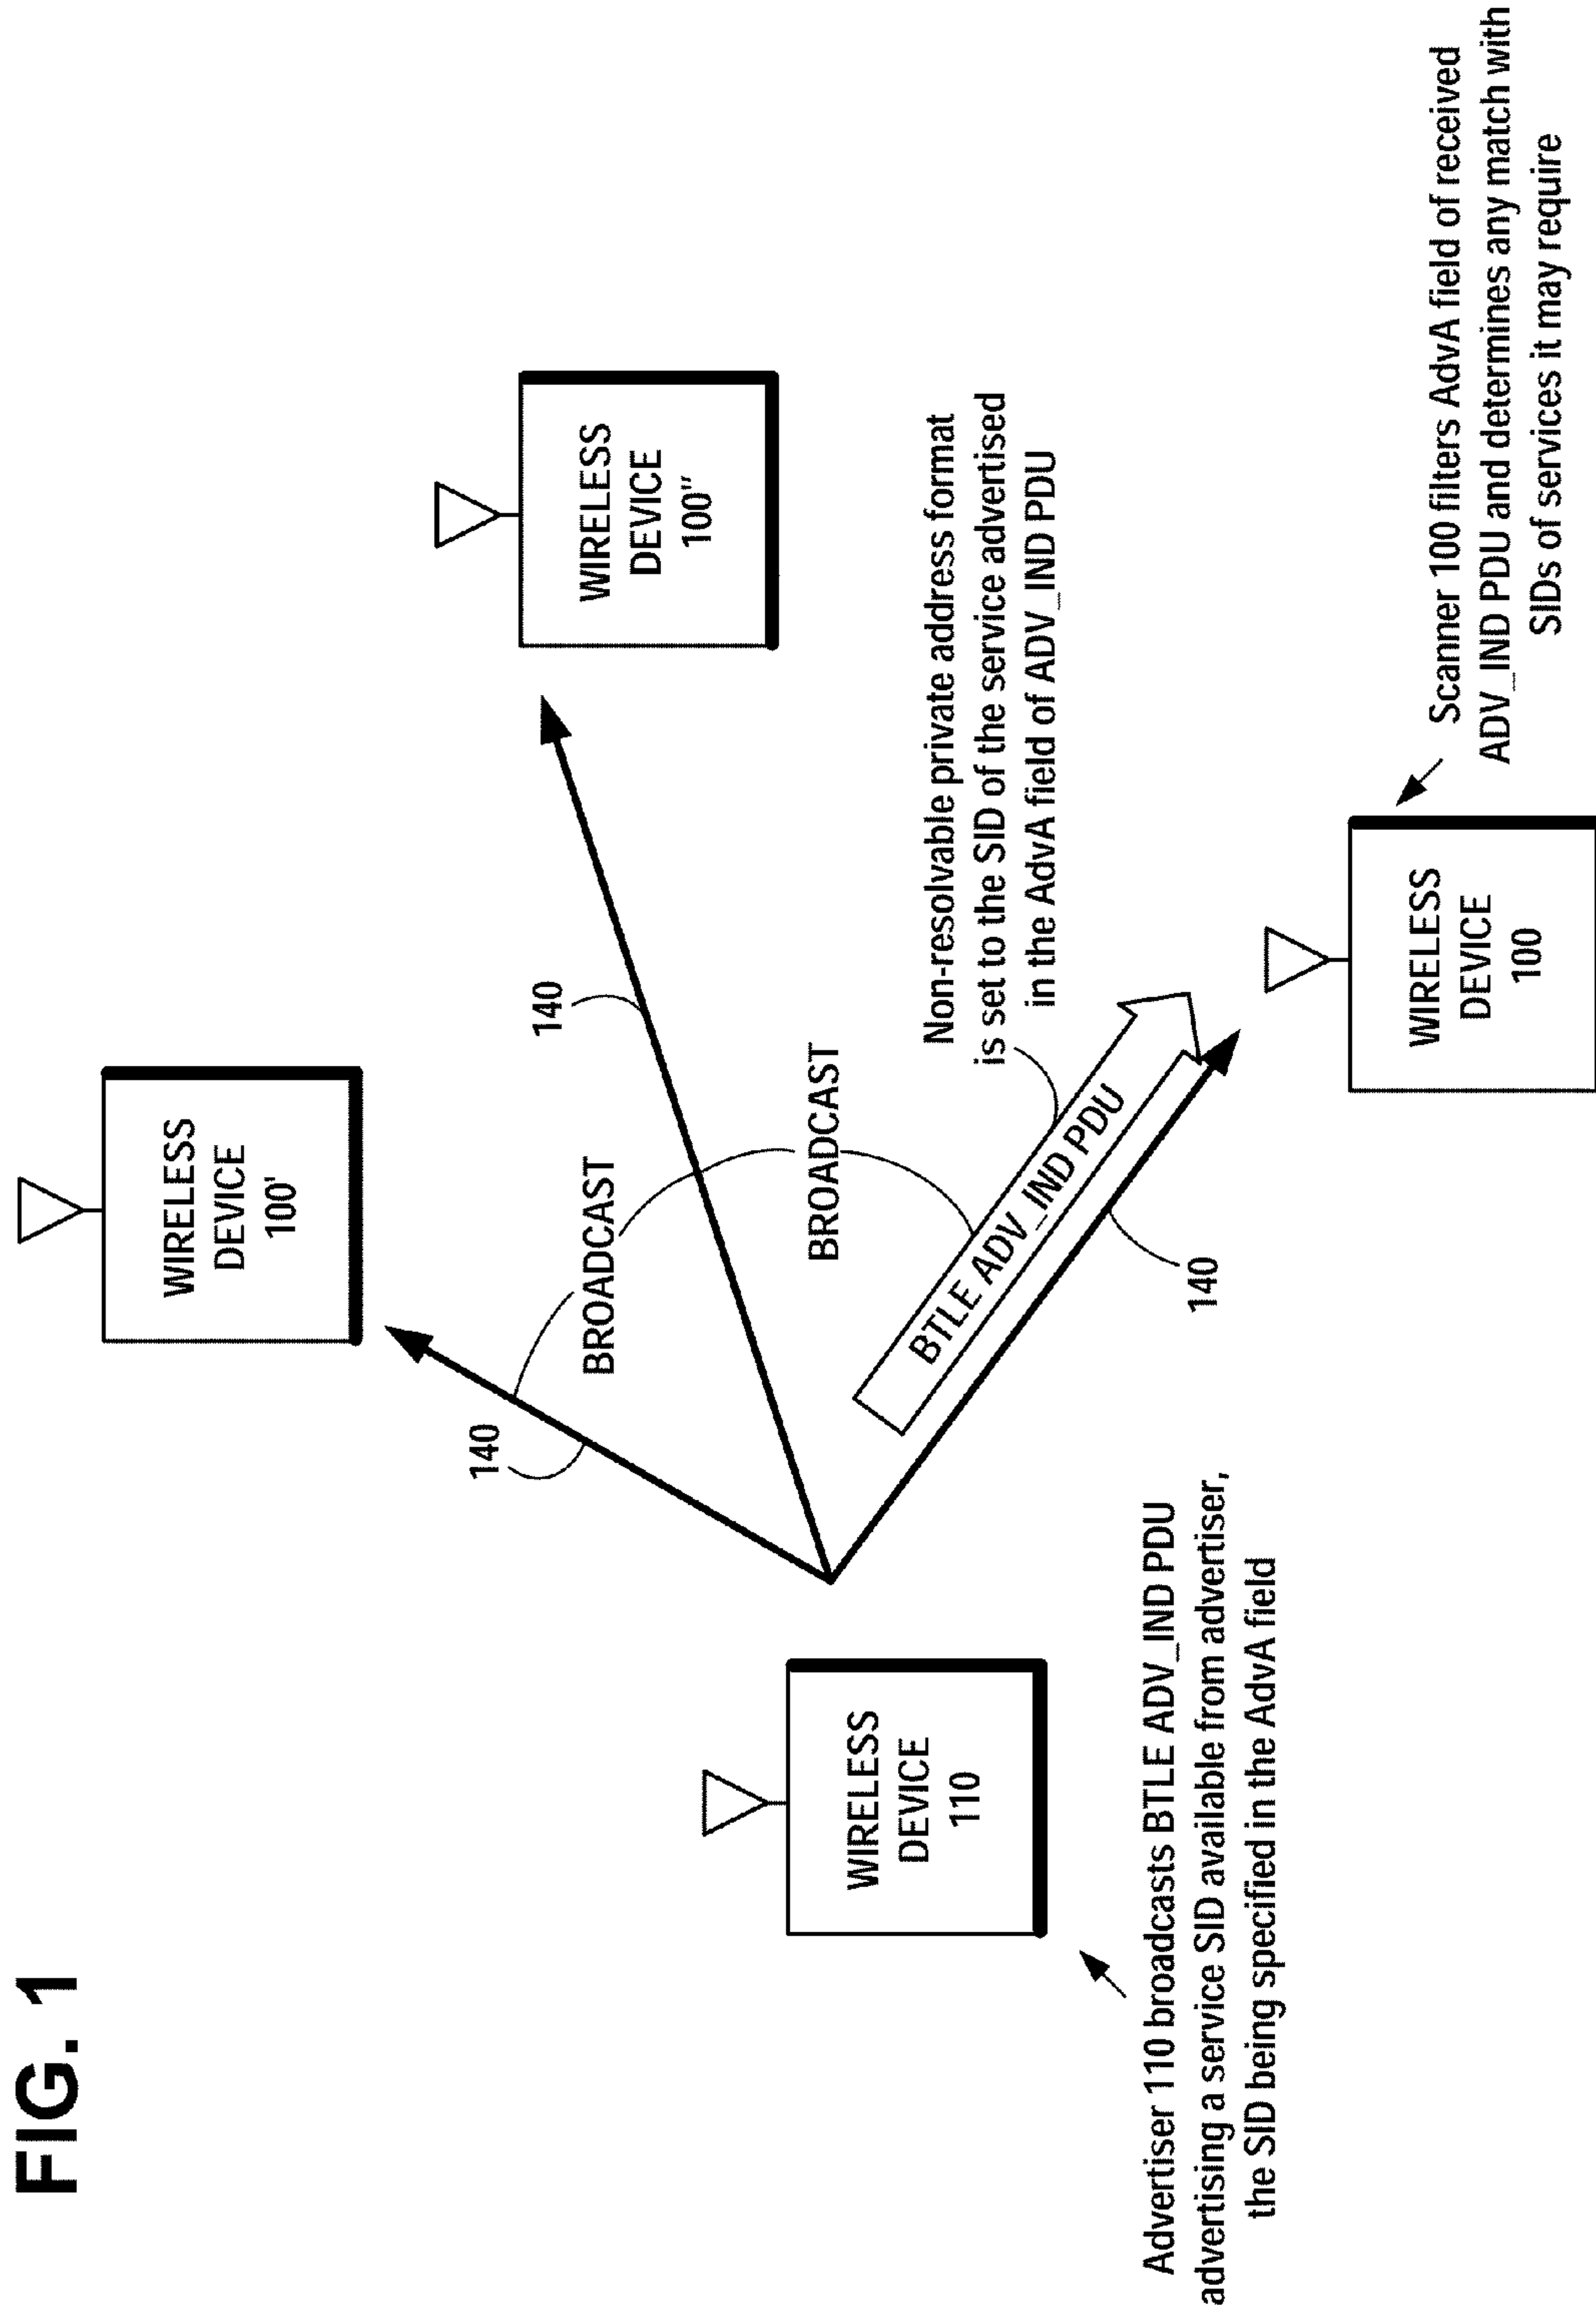 FIG. 1
WIRELESS
DEVICE
100'
WIRELESS
DEVICE
100"
140
140
BROADCAST
BROADCAST
WIRELESS
DEVICE
110
BTLE ADV_IND PDU
140
Non-resolvable private address format
is set to the SID of the service advertised
in the AdvA field of ADV_IND PDU
Advertiser 110 broadcasts BTLE ADV_IND PDU
advertising a service SID available from advertiser,
the SID being specified in the AdvA field
WIRELESS
DEVICE
100
Scanner 100 filters AdvA field of received
ADV_IND PDU and determines any match with
SIDs of services it may require